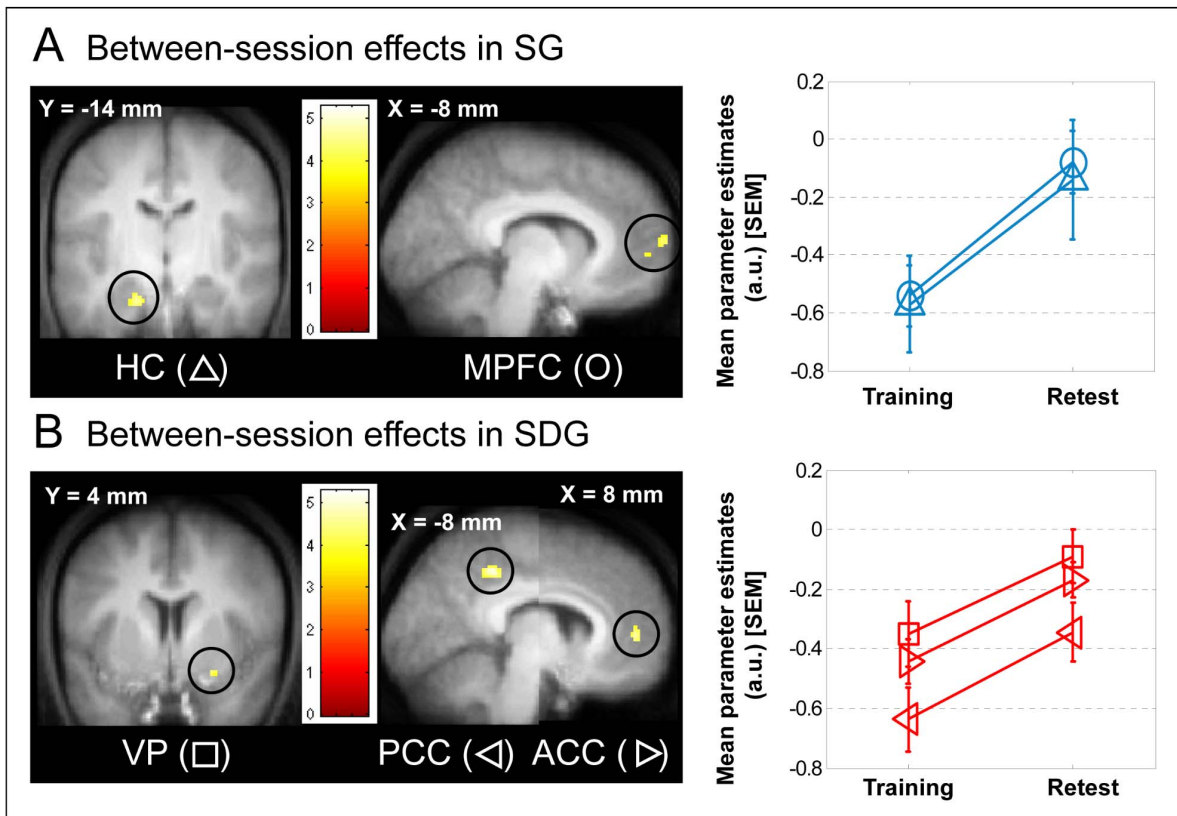 A Between-session effects in SG
Y = -14 mm
5
4
3
2
1
0
X = -8 mm
HC (△)
MPFC (O)
Mean parameter estimates
(a.u.) [SEM]
0.2
0
-0.2
-0.4
-0.6
-0.8
Training
Retest
B Between-session effects in SDG
Y = 4 mm
5
4
3
2
1
0
X = -8 mm
X = 8 mm
VP (□)
PCC (◁)
ACC (▷)
Mean parameter estimates
(a.u.) [SEM]
0.2
0
-0.2
-0.4
-0.6
-0.8
Training
Retest